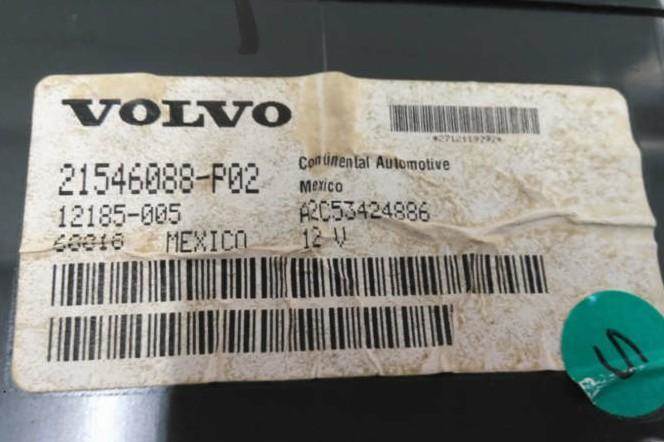 VOLVO
21546088-P02
Continental Automotive
Mexico
12185-005
A2C53424886
MEXICO
12 V
S